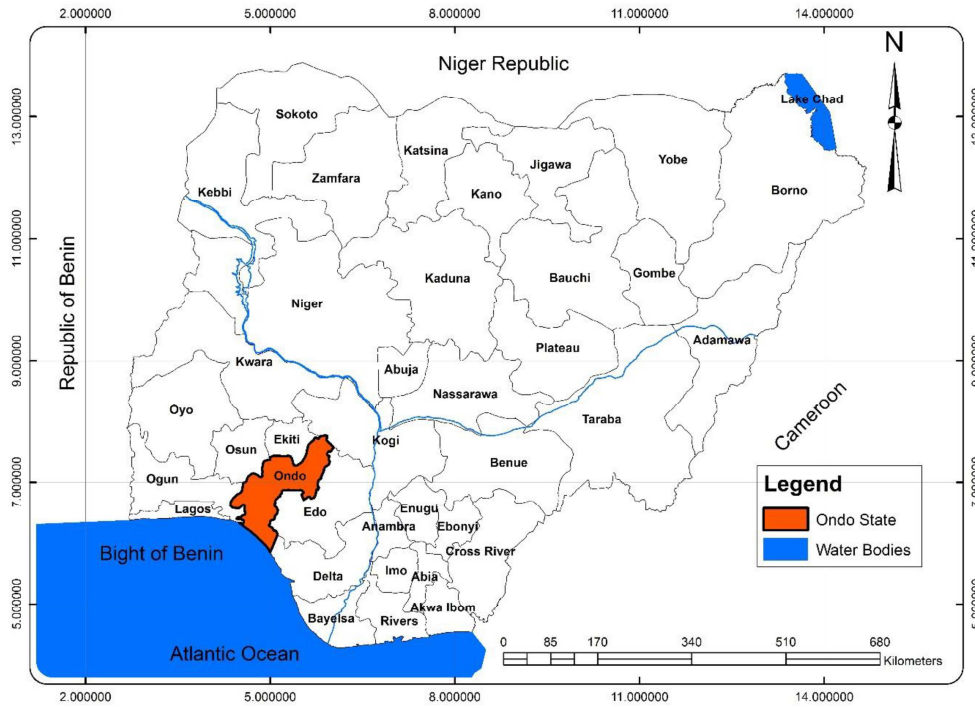 2.000000 5.000000 8.000000 11.000000 14.000000
N
Niger Republic
Lake Chad
Sokoto
Katsina
Jigawa
Yobe
Zamfara
Kano
Borno
Kebbi
Kaduna
Bauchi
Gombe
Niger
Adamawa
Plateau
Kwara
Abuja
Nassarawa
Oyo
Taraba
Kogi
Ekiti
Osun
Benue
Ondo
Ogun
Lagos
Edo
Enugu
Anambra
Ebonyi
Cross River
Imo
Abia
Delta
Akwa Ibom
Bayelsa
Rivers
Republic of Benin
Cameroon
Bight of Benin
Atlantic Ocean
Legend
Ondo State
Water Bodies
0 85 170 340 510 680
Kilometers
13.000000
11.000000
9.000000
7.000000
5.000000
11.000000
2.000000 5.000000 8.000000 11.000000 14.000000